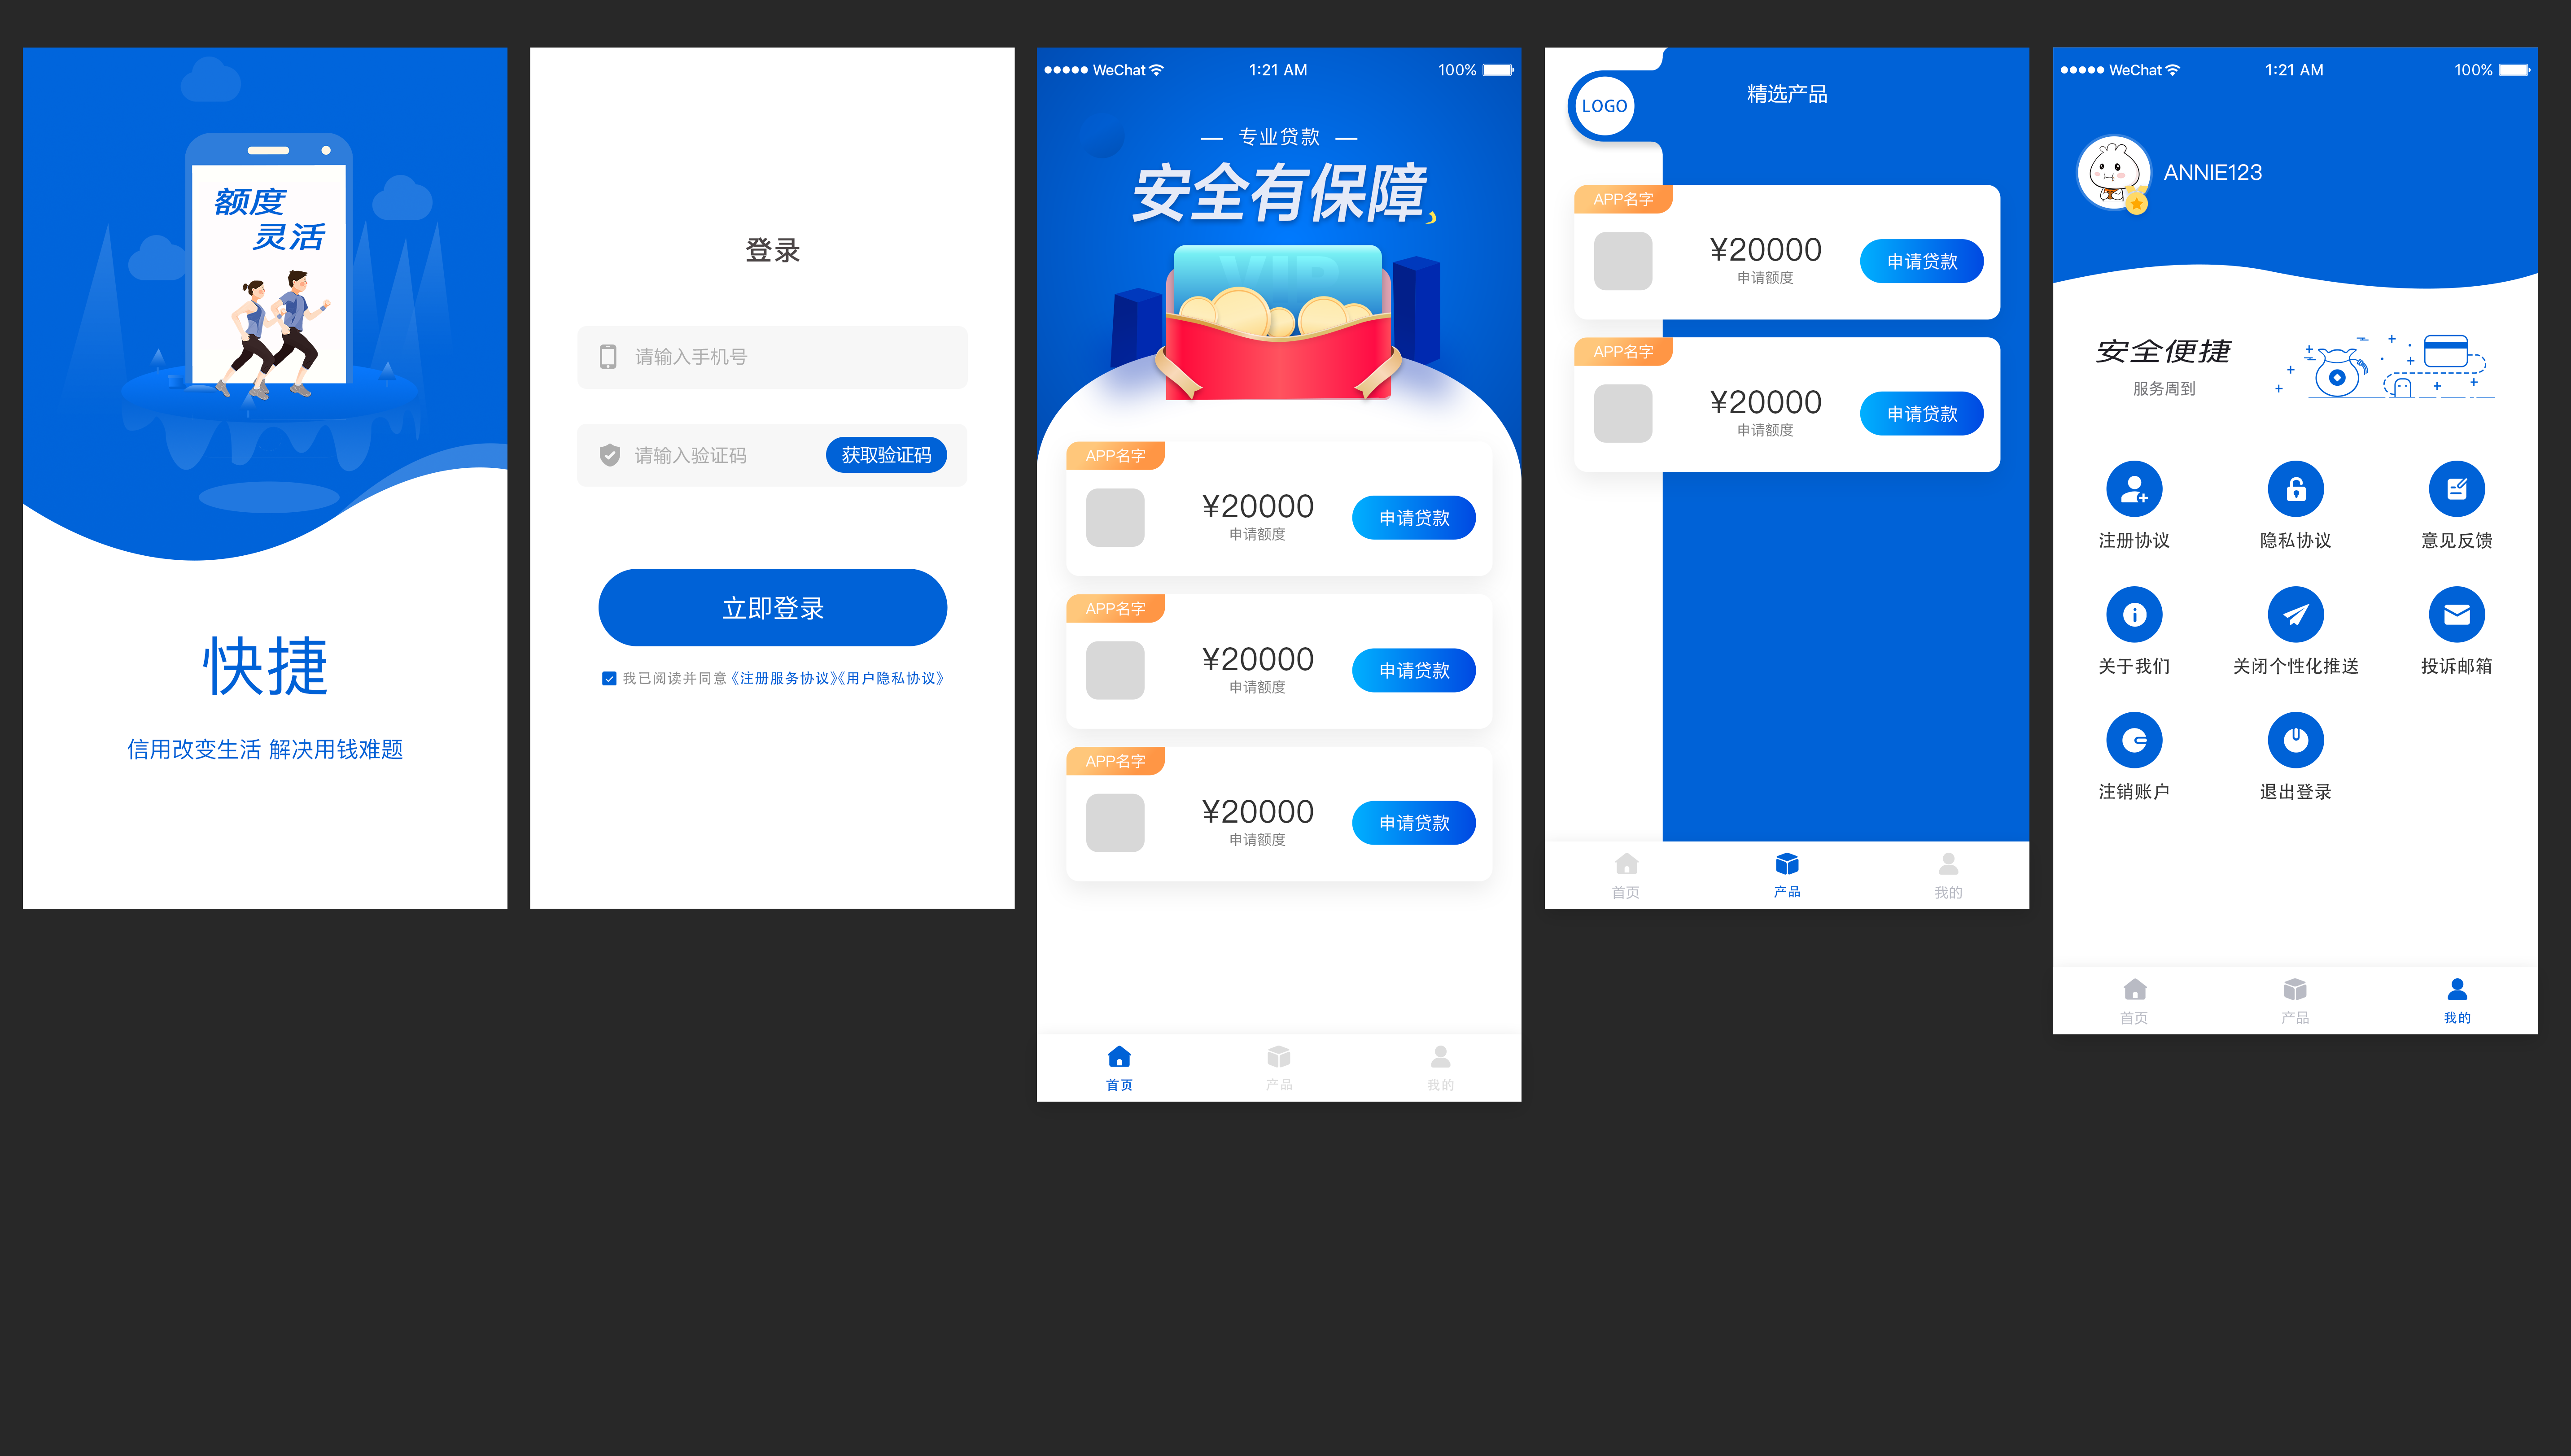 额度
灵活
快捷
信用改变生活 解决用钱难题
登录
请输入手机号
请输入验证码
获取验证码
立即登录
我已阅读并同意《注册服务协议》《用户隐私协议》
WeChat
1:21 AM
100%
专业贷款
安全有保障
VIP
APP名字
¥20000
申请额度
申请贷款
APP名字
¥20000
申请额度
申请贷款
APP名字
¥20000
申请额度
申请贷款
首页
产品
我的
LOGO
精选产品
APP名字
¥20000
申请额度
申请贷款
APP名字
¥20000
申请额度
申请贷款
首页
产品
我的
WeChat
1:21 AM
100%
ANNIE123
安全便捷
服务周到
注册协议
隐私协议
意见反馈
关于我们
关闭个性化推送
投诉邮箱
注销账户
退出登录
首页
产品
我的